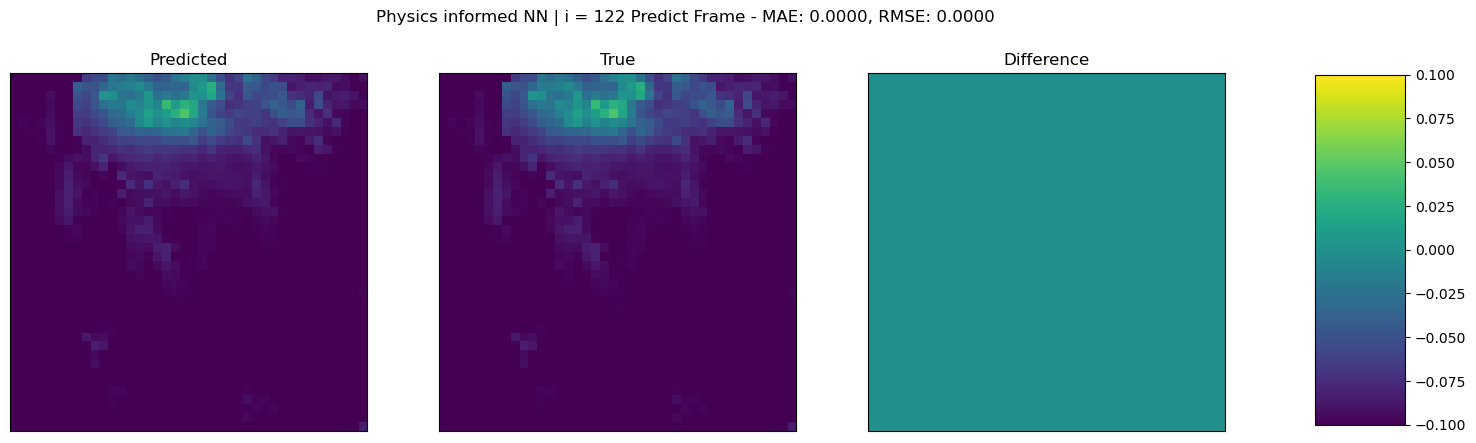 Physics informed NN | i = 122 Predict Frame - MAE: 0.0000, RMSE: 0.0000
Predicted
True
Difference
0.100
0.075
0.050
0.025
0.000
−0.025
−0.050
−0.075
−0.100